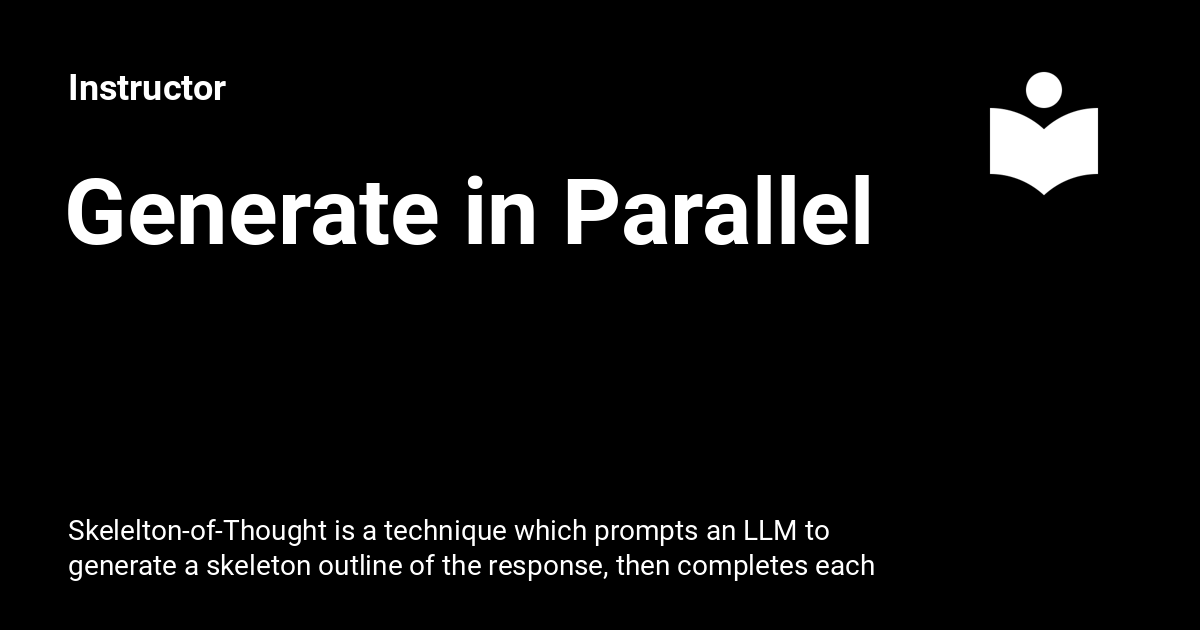 Instructor
Generate in Parallel
Skelelton-of-Thought is a technique which prompts an LLM to
generate a skeleton outline of the response, then completes each